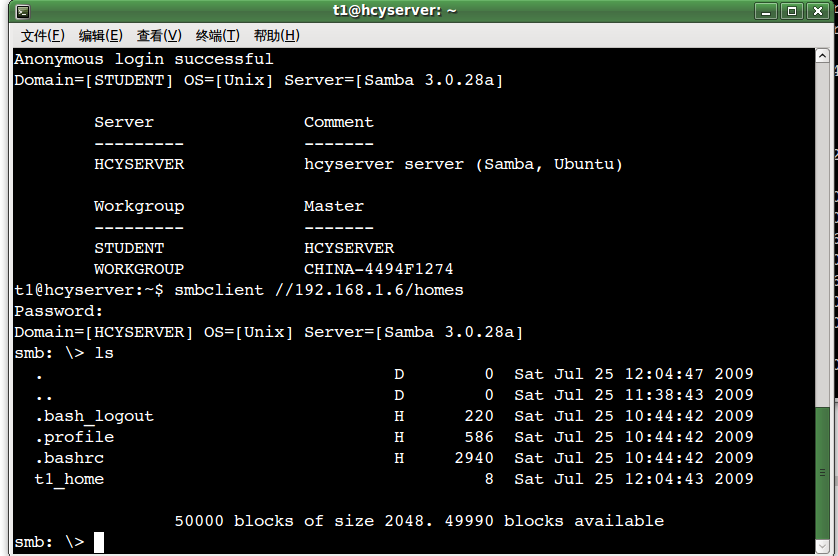 t1@hcyserver: ~
文件(F) 编辑(E) 查看(V) 终端(T) 帮助(H)
Anonymous login successful
Domain=[STUDENT] OS=[Unix] Server=[Samba 3.0.28a]
Server Comment
--------- -------
HCYSERVER hcyserver server (Samba, Ubuntu)
Workgroup Master
--------- -------
STUDENT HCYSERVER
WORKGROUP CHINA-4494F1274
t1@hcyserver:~$ smbclient //192.168.1.6/homes
Password:
Domain=[HCYSERVER] OS=[Unix] Server=[Samba 3.0.28a]
smb: \> ls
. D 0 Sat Jul 25 12:04:47 2009
.. D 0 Sat Jul 25 11:38:43 2009
.bash_logout H 220 Sat Jul 25 10:44:42 2009
.profile H 586 Sat Jul 25 10:44:42 2009
.bashrc H 2940 Sat Jul 25 10:44:42 2009
t1_home 8 Sat Jul 25 12:04:43 2009
50000 blocks of size 2048. 49990 blocks available
smb: \>